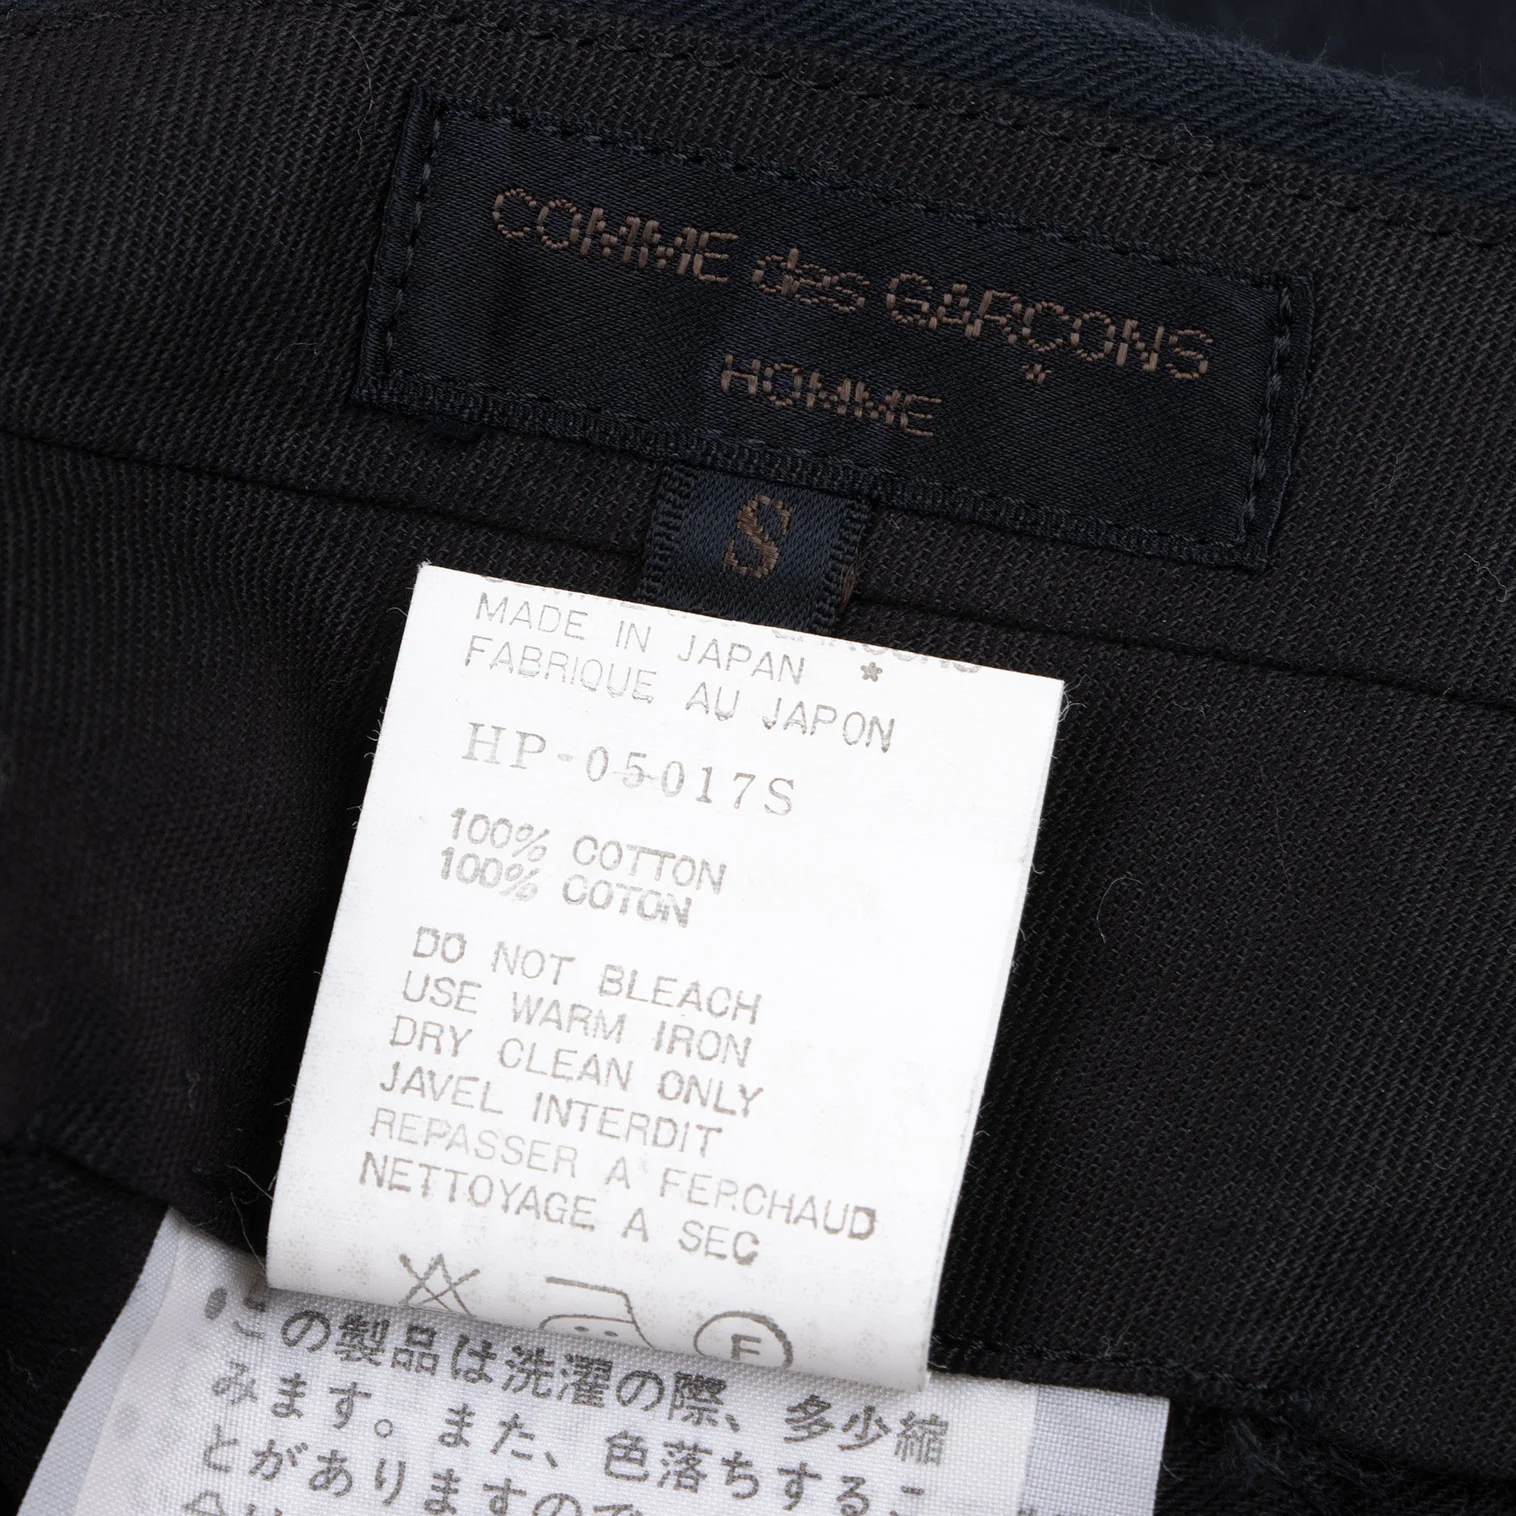 COMME des GARÇONS
*
HOMME
S
MADE IN JAPAN *
FABRIQUE AU JAPON
HP-05017S
100% COTTON
100% COTON
DO NOT BLEACH
USE WARM IRON
DRY CLEAN ONLY
JAVEL INTERDIT
REPASSER A FER.CHAUD
NETTOYAGE A SEC
F
●この製品は洗濯の際、多少縮
みます。また、色落ちするこ
とがありますので